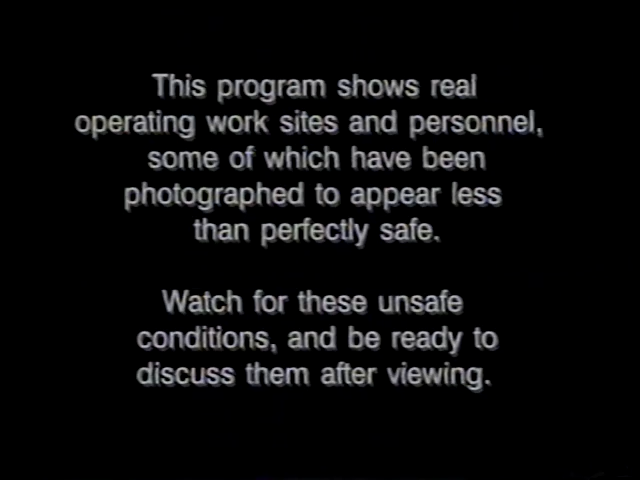 This program shows real
operating work sites and personnel,
some of which have been
photographed to appear less
than perfectly safe.
Watch for these unsafe
conditions, and be ready to
discuss them after viewing.